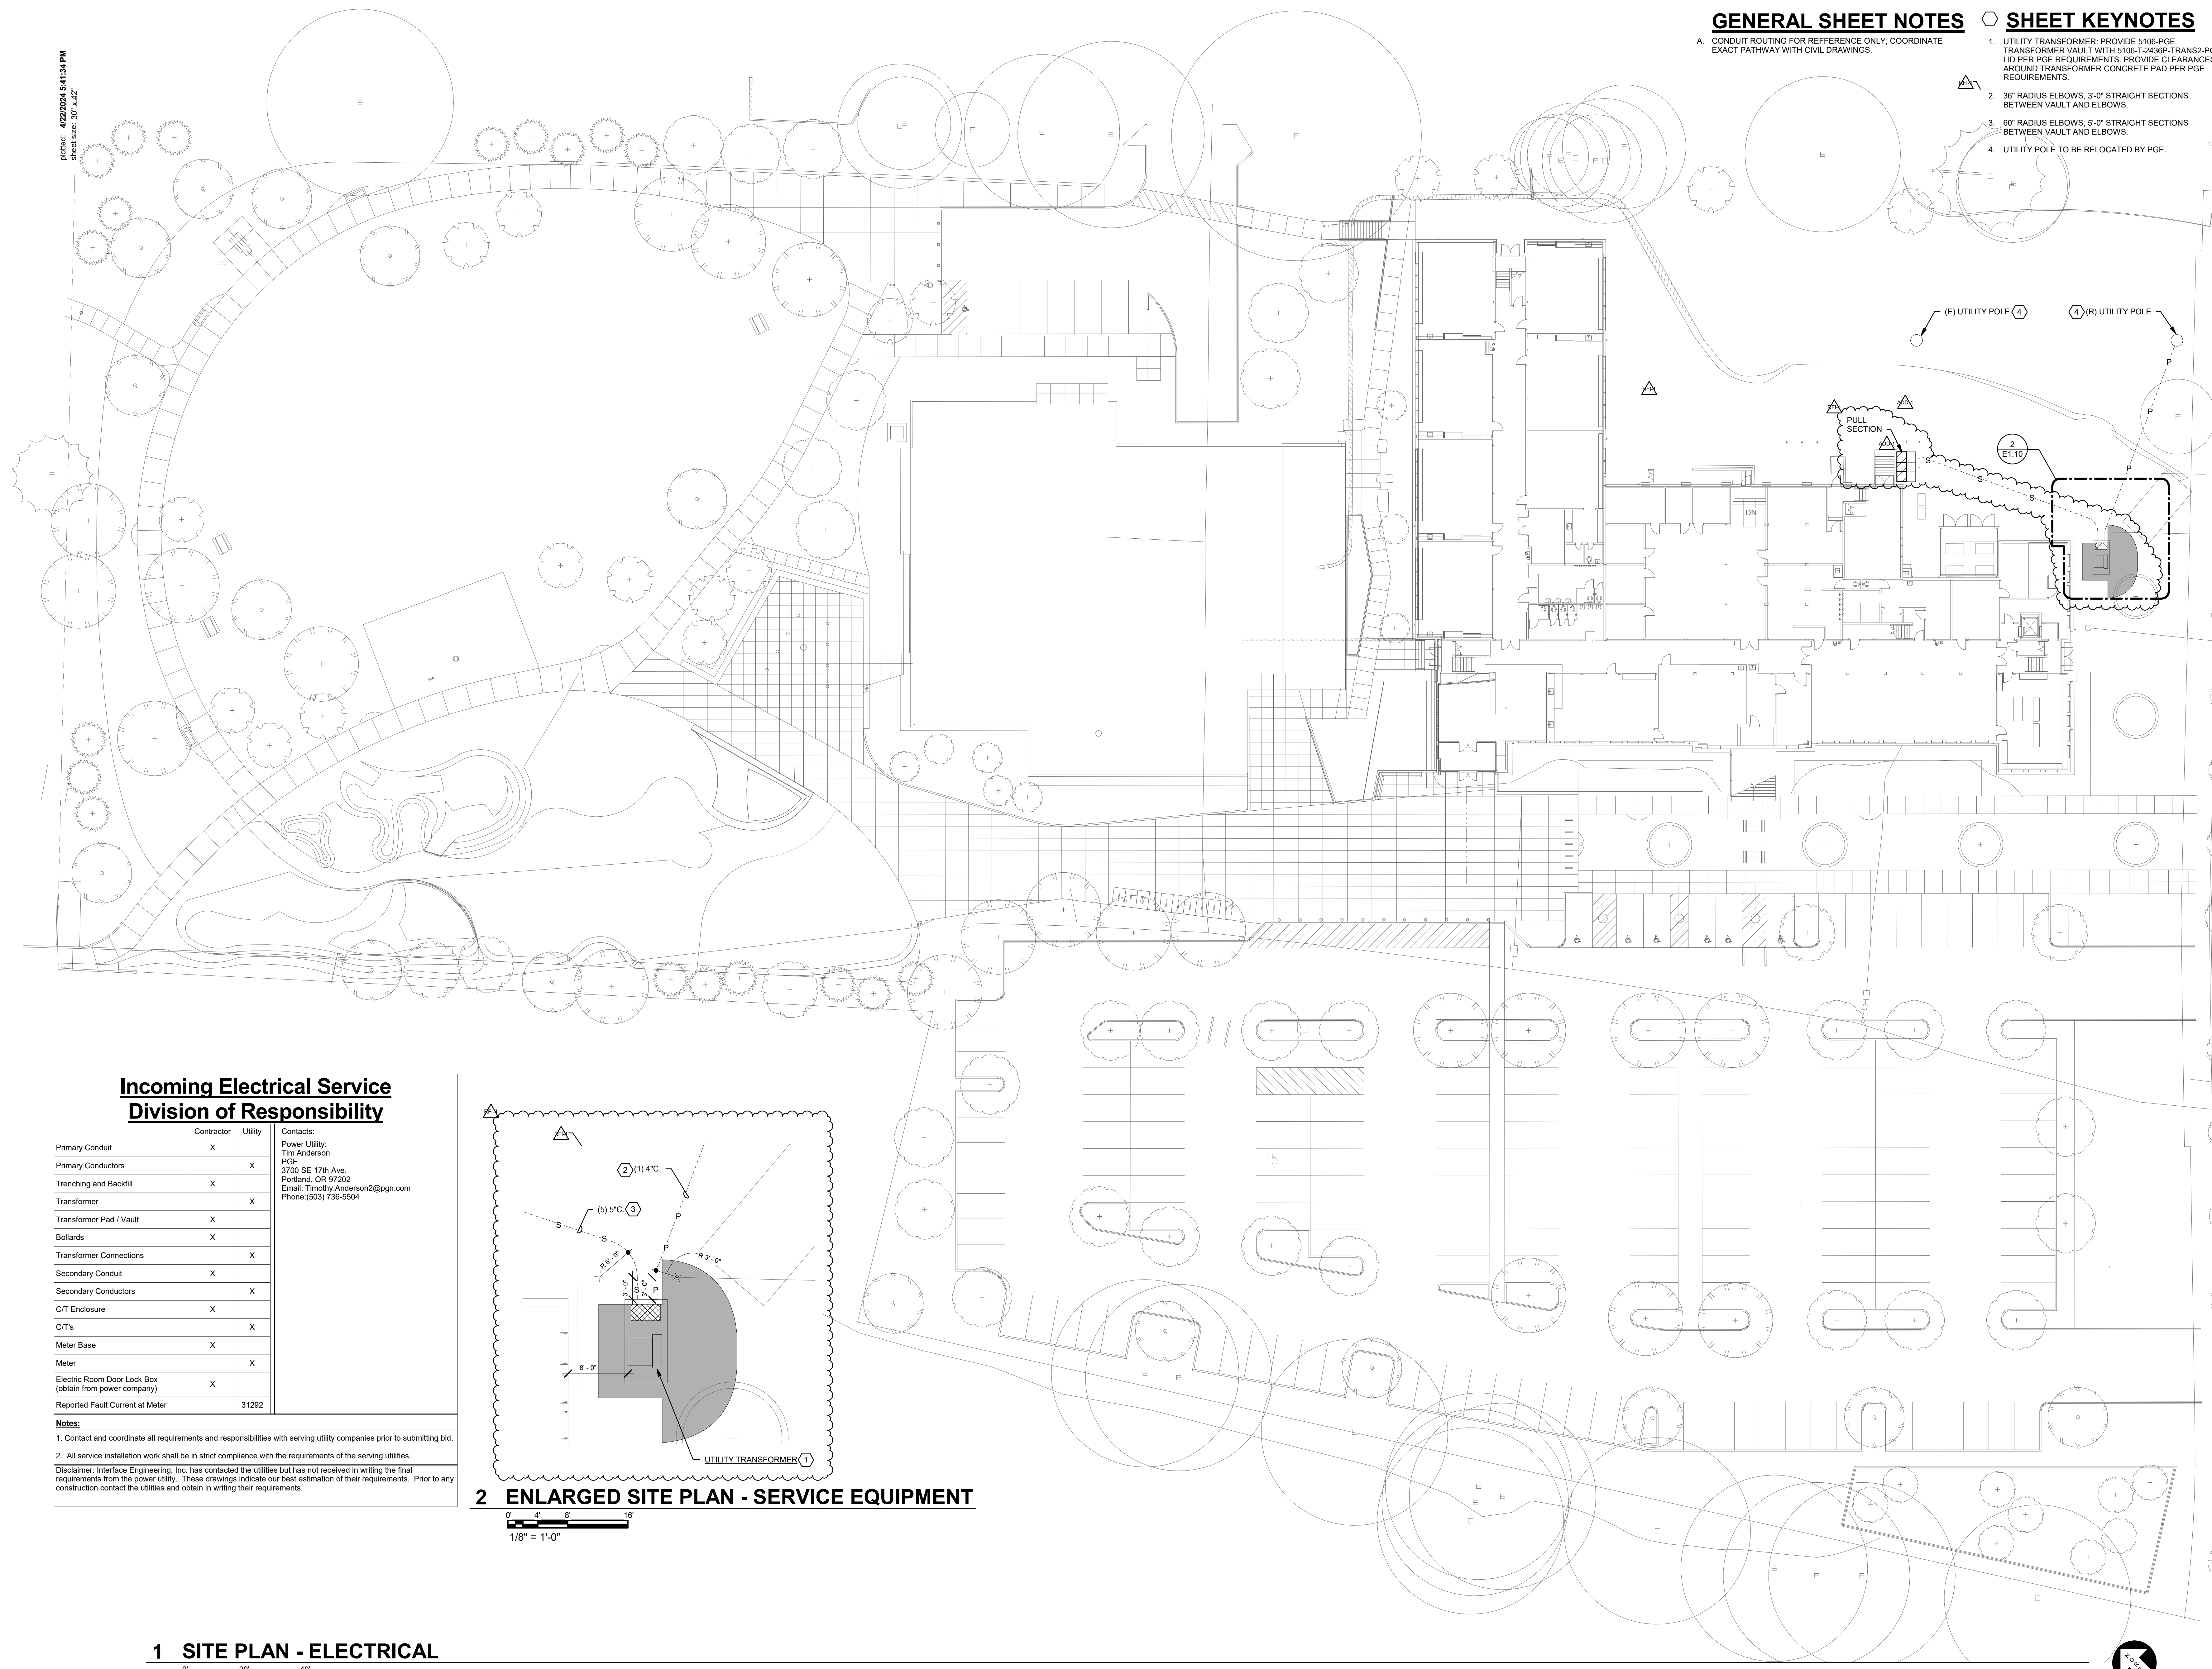 plotted: 4/22/2024 5:41:34 PM
sheet size: 30" x 42"
GENERAL SHEET NOTES
A. CONDUIT ROUTING FOR REFFERENCE ONLY; COORDINATE
EXACT PATHWAY WITH CIVIL DRAWINGS.
SHEET KEYNOTES
1. UTILITY TRANSFORMER: PROVIDE 5106-PGE
TRANSFORMER VAULT WITH 5106-T-2436P-TRANS2-PG
LID PER PGE REQUIREMENTS. PROVIDE CLEARANCES
AROUND TRANSFORMER CONCRETE PAD PER PGE
REQUIREMENTS.
2. 36" RADIUS ELBOWS, 3'-0" STRAIGHT SECTIONS
BETWEEN VAULT AND ELBOWS.
3. 60" RADIUS ELBOWS, 5'-0" STRAIGHT SECTIONS
BETWEEN VAULT AND ELBOWS.
4. UTILITY POLE TO BE RELOCATED BY PGE.
(E) UTILITY POLE 4
4 (R) UTILITY POLE
P
P
P
ADD-1
PULL
SECTION
ADD-1
S
S
S
2
E1.10
DN
15
Incoming Electrical Service
Division of Responsibility
Contractor Utility
Primary Conduit X
Primary Conductors X
Trenching and Backfill X
Transformer X
Transformer Pad / Vault X
Bollards X
Transformer Connections X
Secondary Conduit X
Secondary Conductors X
C/T Enclosure X
C/T's X
Meter Base X
Meter X
Electric Room Door Lock Box
(obtain from power company) X
Reported Fault Current at Meter 31292
Contacts:
Power Utility:
Tim Anderson
PGE
3700 SE 17th Ave.
Portland, OR 97202
Email: Timothy.Anderson2@pgn.com
Phone:(503) 736-5504
Notes:
1. Contact and coordinate all requirements and responsibilities with serving utility companies prior to submitting bid.
2. All service installation work shall be in strict compliance with the requirements of the serving utilities.
Disclaimer: Interface Engineering, Inc. has contacted the utilities but has not received in writing the final
requirements from the power utility. These drawings indicate our best estimation of their requirements. Prior to any
construction contact the utilities and obtain in writing their requirements.
2 (1) 4"C.
(5) 5"C. 3
S
P
S
P
R 5' - 0"
R 3' - 0"
3' - 0"
S
3' - 0"
P
8' - 0"
UTILITY TRANSFORMER 1
2 ENLARGED SITE PLAN - SERVICE EQUIPMENT
0' 4' 8' 16'
1/8" = 1'-0"
1 SITE PLAN - ELECTRICAL